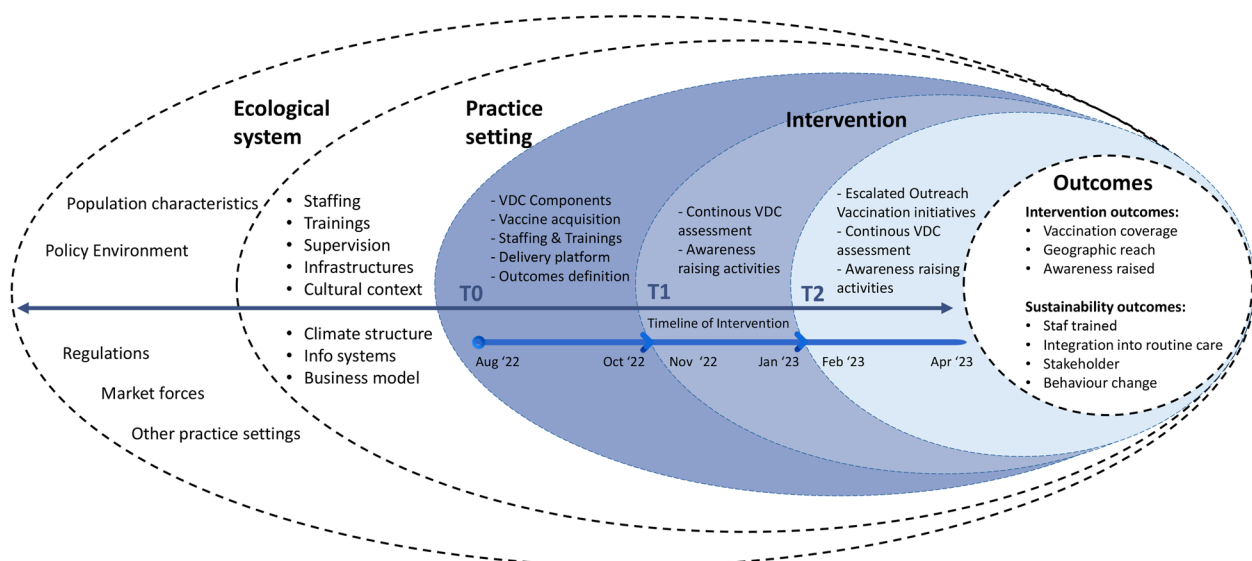 Ecological
system
Population characteristics
Policy Environment
Regulations
Market forces
Other practice settings
Practice
setting
• Staffing
• Trainings
• Supervision
• Infrastructures
• Cultural context
• Climate structure
• Info systems
• Business model
Intervention
- VDC Components
- Vaccine acquisition
- Staffing & Trainings
- Delivery platform
- Outcomes definition
- Continous VDC
assessment
- Awareness
raising activities
- Escalated Outreach
Vaccination initiatives
- Continous VDC
assessment
- Awareness raising
activities
T0
T1
T2
Timeline of Intervention
Aug ‘22
Oct ‘22
Nov ‘22
Jan ‘23
Feb ‘23
Apr ‘23
Outcomes
Intervention outcomes:
• Vaccination coverage
• Geographic reach
• Awareness raised
Sustainability outcomes:
• Staf trained
• Integration into routine care
• Stakeholder
• Behaviour change